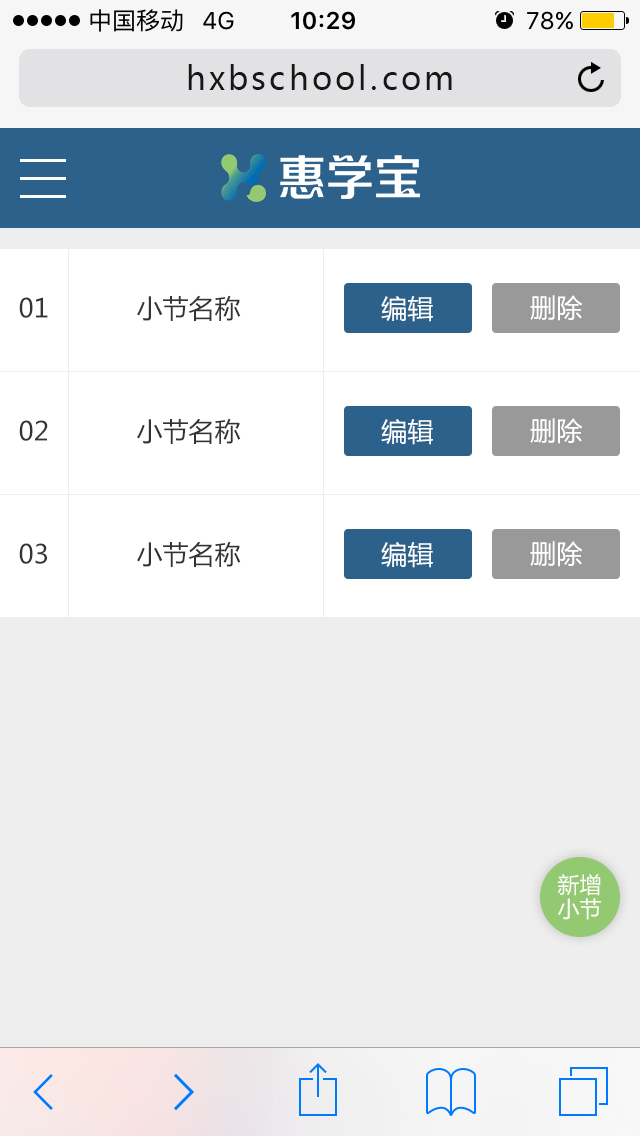 中国移动 4G 10:29 78%
hxbschool.com
惠学宝
01 小节名称 编辑 删除
02 小节名称 编辑 删除
03 小节名称 编辑 删除
新增
小节